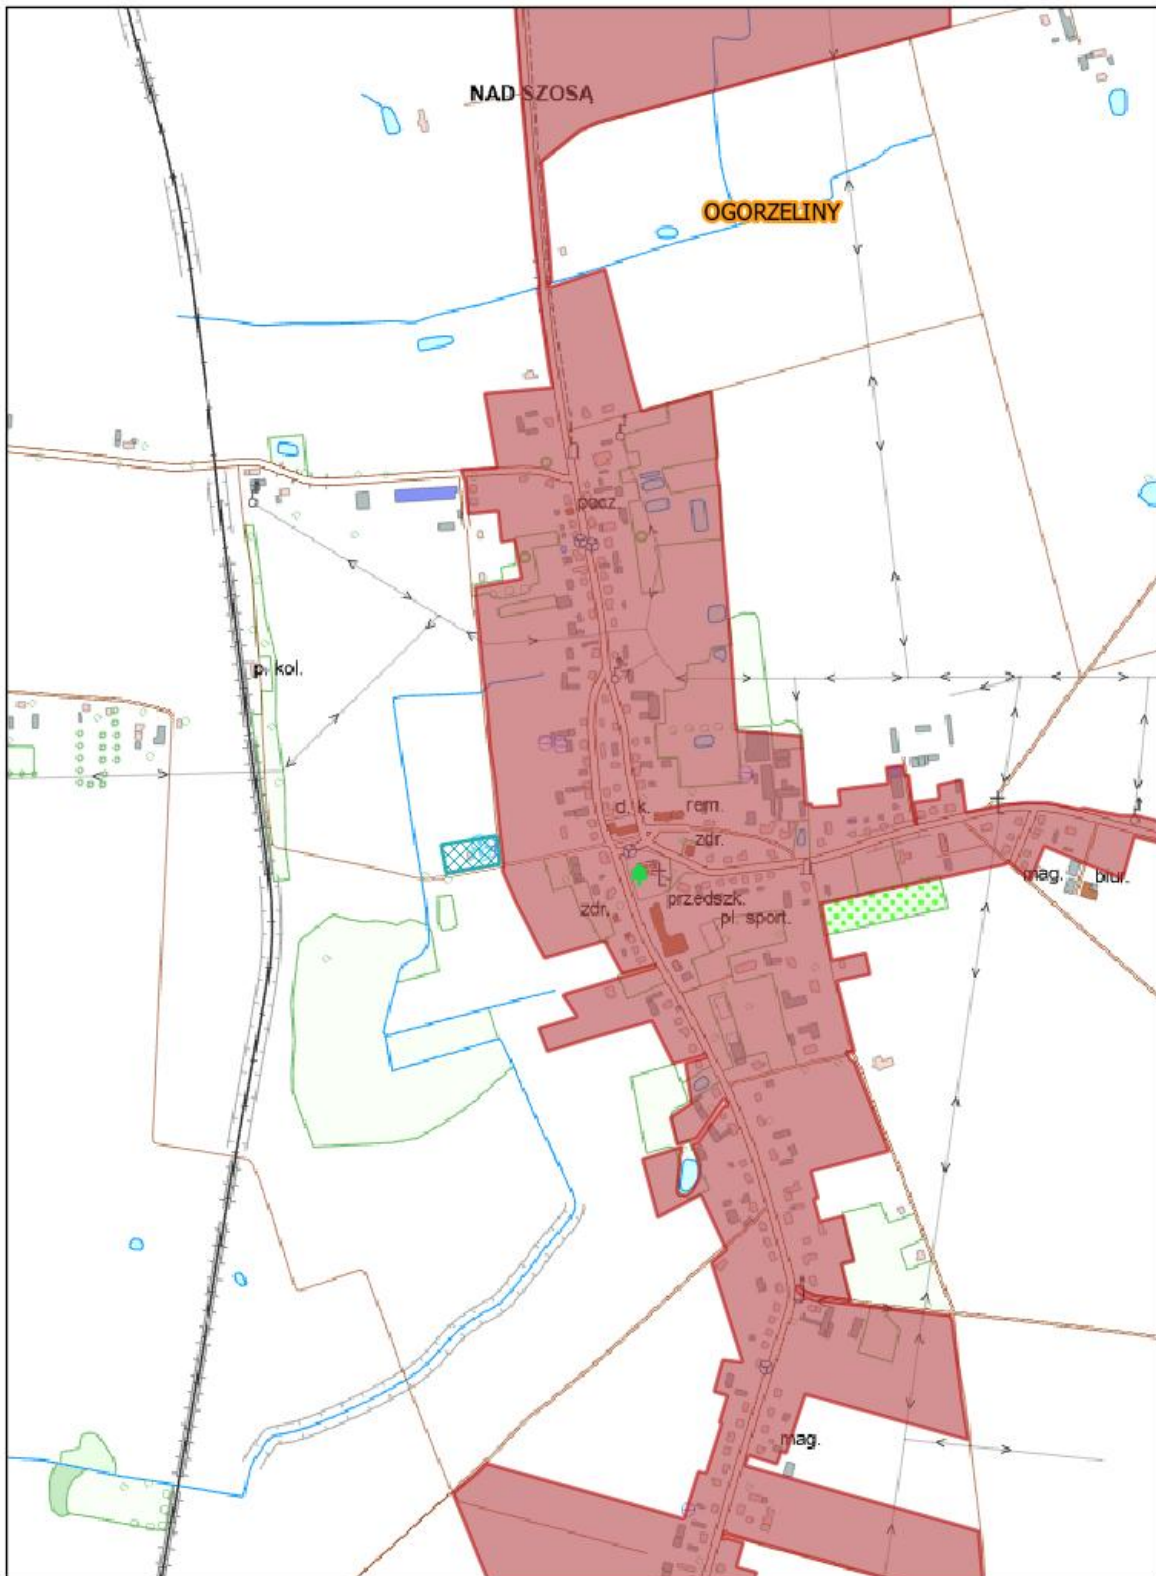 NAD SZOSĄ
OGORZELINY
pocz.
p. kol.
d. k.
rem.
zdr.
mag.
biur.
przedszk.
zdr.
pl. sport.
mag.